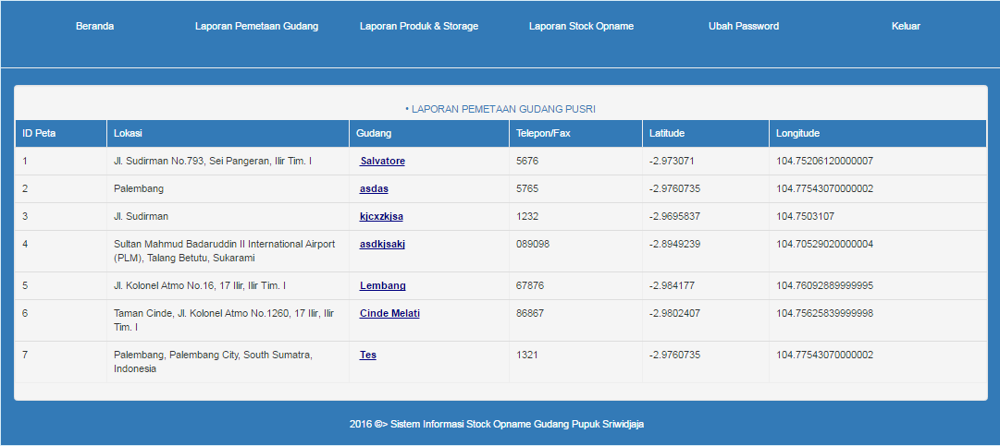 Beranda Laporan Pemetaan Gudang Laporan Produk & Storage Laporan Stock Opname Ubah Password Keluar
• LAPORAN PEMETAAN GUDANG PUSRI
ID Peta Lokasi Gudang Telepon/Fax Latitude Longitude
1 Jl. Sudirman No.793, Sei Pangeran, Ilir Tim. I Salvatore 5676 -2.973071 104.75206120000007
2 Palembang asdas 5765 -2.9760735 104.77543070000002
3 Jl. Sudirman kjcxzkjsa 1232 -2.9695837 104.7503107
4 Sultan Mahmud Badaruddin II International Airport asdkjsakj 089098 -2.8949239 104.70529020000004
(PLM), Talang Betutu, Sukarami
5 Jl. Kolonel Atmo No.16, 17 Ilir, Ilir Tim. I Lembang 67876 -2.984177 104.76092889999995
6 Taman Cinde, Jl. Kolonel Atmo No.1260, 17 Ilir, Ilir Cinde Melati 86867 -2.9802407 104.75625839999998
Tim. I
7 Palembang, Palembang City, South Sumatra, Tes 1321 -2.9760735 104.77543070000002
Indonesia
2016 ©> Sistem Informasi Stock Opname Gudang Pupuk Sriwidjaja